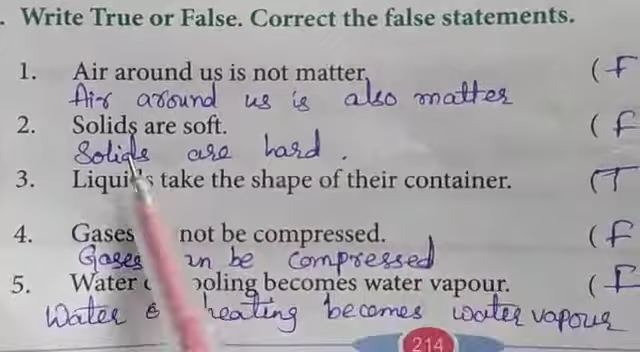 . Write True or False. Correct the false statements.
1. Air around us is not matter. (F
Air around us is also matter
2. Solids are soft. (F
Solids are hard.
3. take the shape of their container. (T
4. Gases not be compressed. (F
Gases be compressed
5. Water becomes water vapour. (F
Water heating becomes water vapour
214